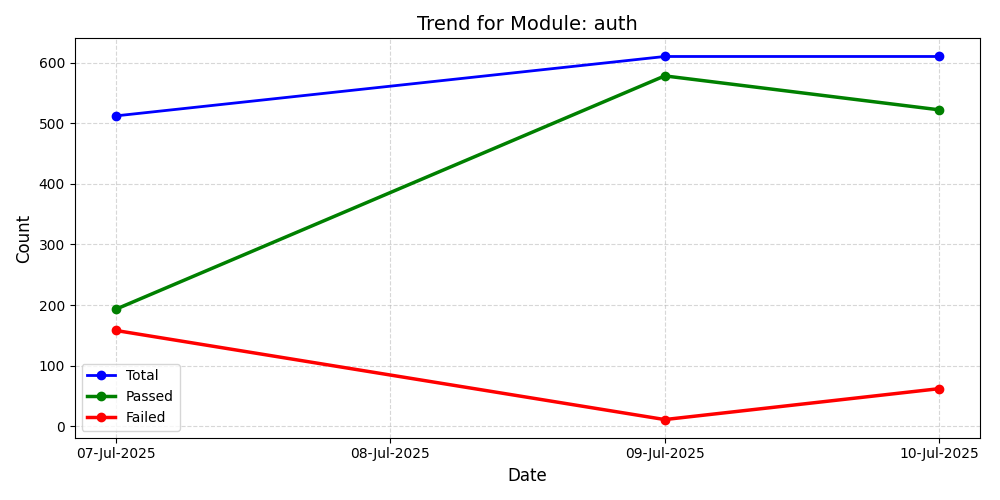 Trend for Module: auth
600
500
400
300
200
100
0
Count
Total
Passed
Failed
07-Jul-2025
08-Jul-2025
09-Jul-2025
10-Jul-2025
Date